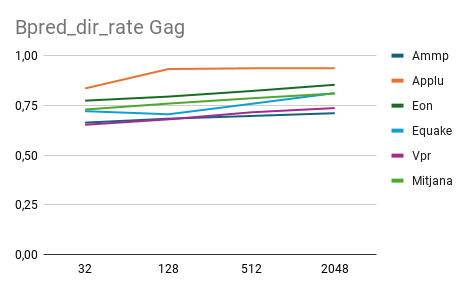 Bpred_dir_rate Gag
1,00
0,75
0,50
0,25
0,00
32 128 512 2048
Ammp
Applu
Eon
Equake
Vpr
Mitjana